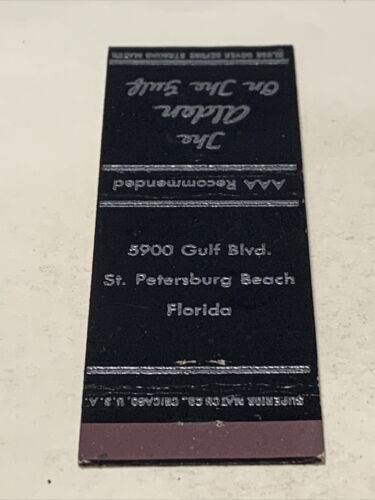 CLOSE COVER BEFORE STRIKING MATCH
The
Alden
On The Gulf
AAA Recommended
5900 Gulf Blvd.
St. Petersburg Beach
Florida
SUPERIOR MATCH CO., CHICAGO, U.S.A.